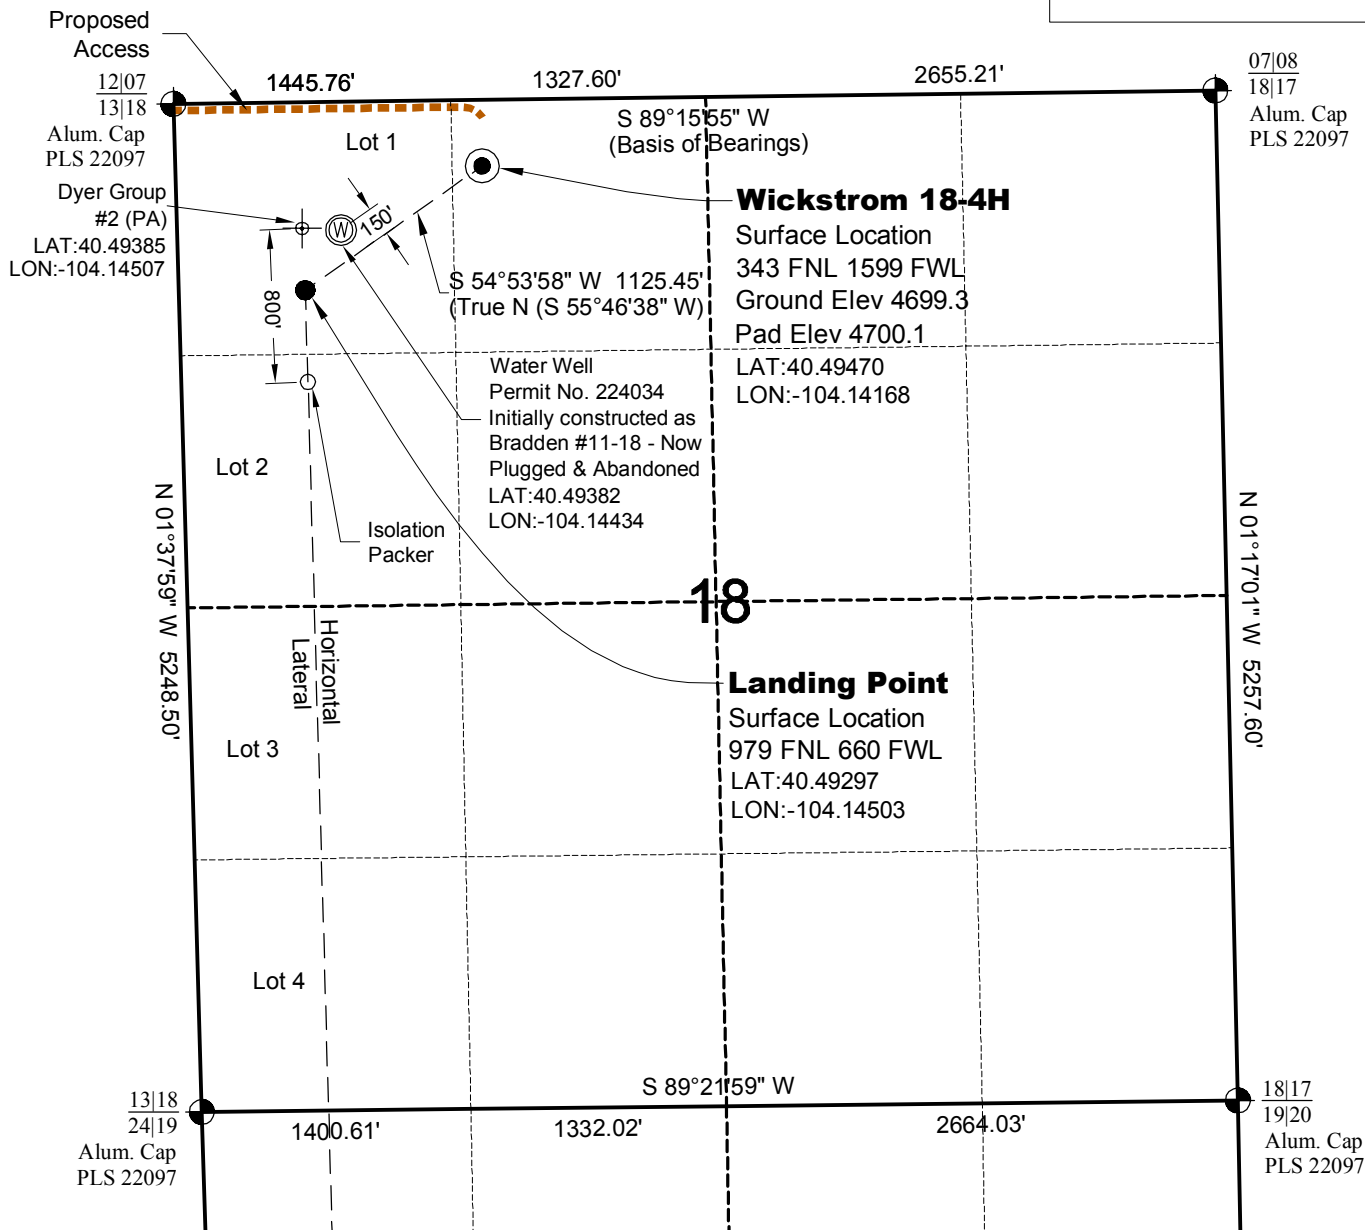 Proposed
Access
1445.76'
1327.60'
2655.21'
12|07
13|18
Alum. Cap
PLS 22097
07|08
18|17
Alum. Cap
PLS 22097
S 89°15'55" W
(Basis of Bearings)
Lot 1
Dyer Group
#2 (PA)
LAT:40.49385
LON:-104.14507
W
150'
800'
S 54°53'58" W 1125.45'
(True N (S 55°46'38" W)
Wickstrom 18-4H
Surface Location
343 FNL 1599 FWL
Ground Elev 4699.3
Pad Elev 4700.1
LAT:40.49470
LON:-104.14168
Water Well
Permit No. 224034
Initially constructed as
Bradden #11-18 - Now
Plugged & Abandoned
LAT:40.49382
LON:-104.14434
Lot 2
Isolation
Packer
N 01°37'59" W 5248.50'
N 01°17'01" W 5257.60'
18
Horizontal
Lateral
Landing Point
Surface Location
979 FNL 660 FWL
LAT:40.49297
LON:-104.14503
Lot 3
Lot 4
S 89°21'59" W
13|18
24|19
Alum. Cap
PLS 22097
1400.61'
1332.02'
2664.03'
18|17
19|20
Alum. Cap
PLS 22097